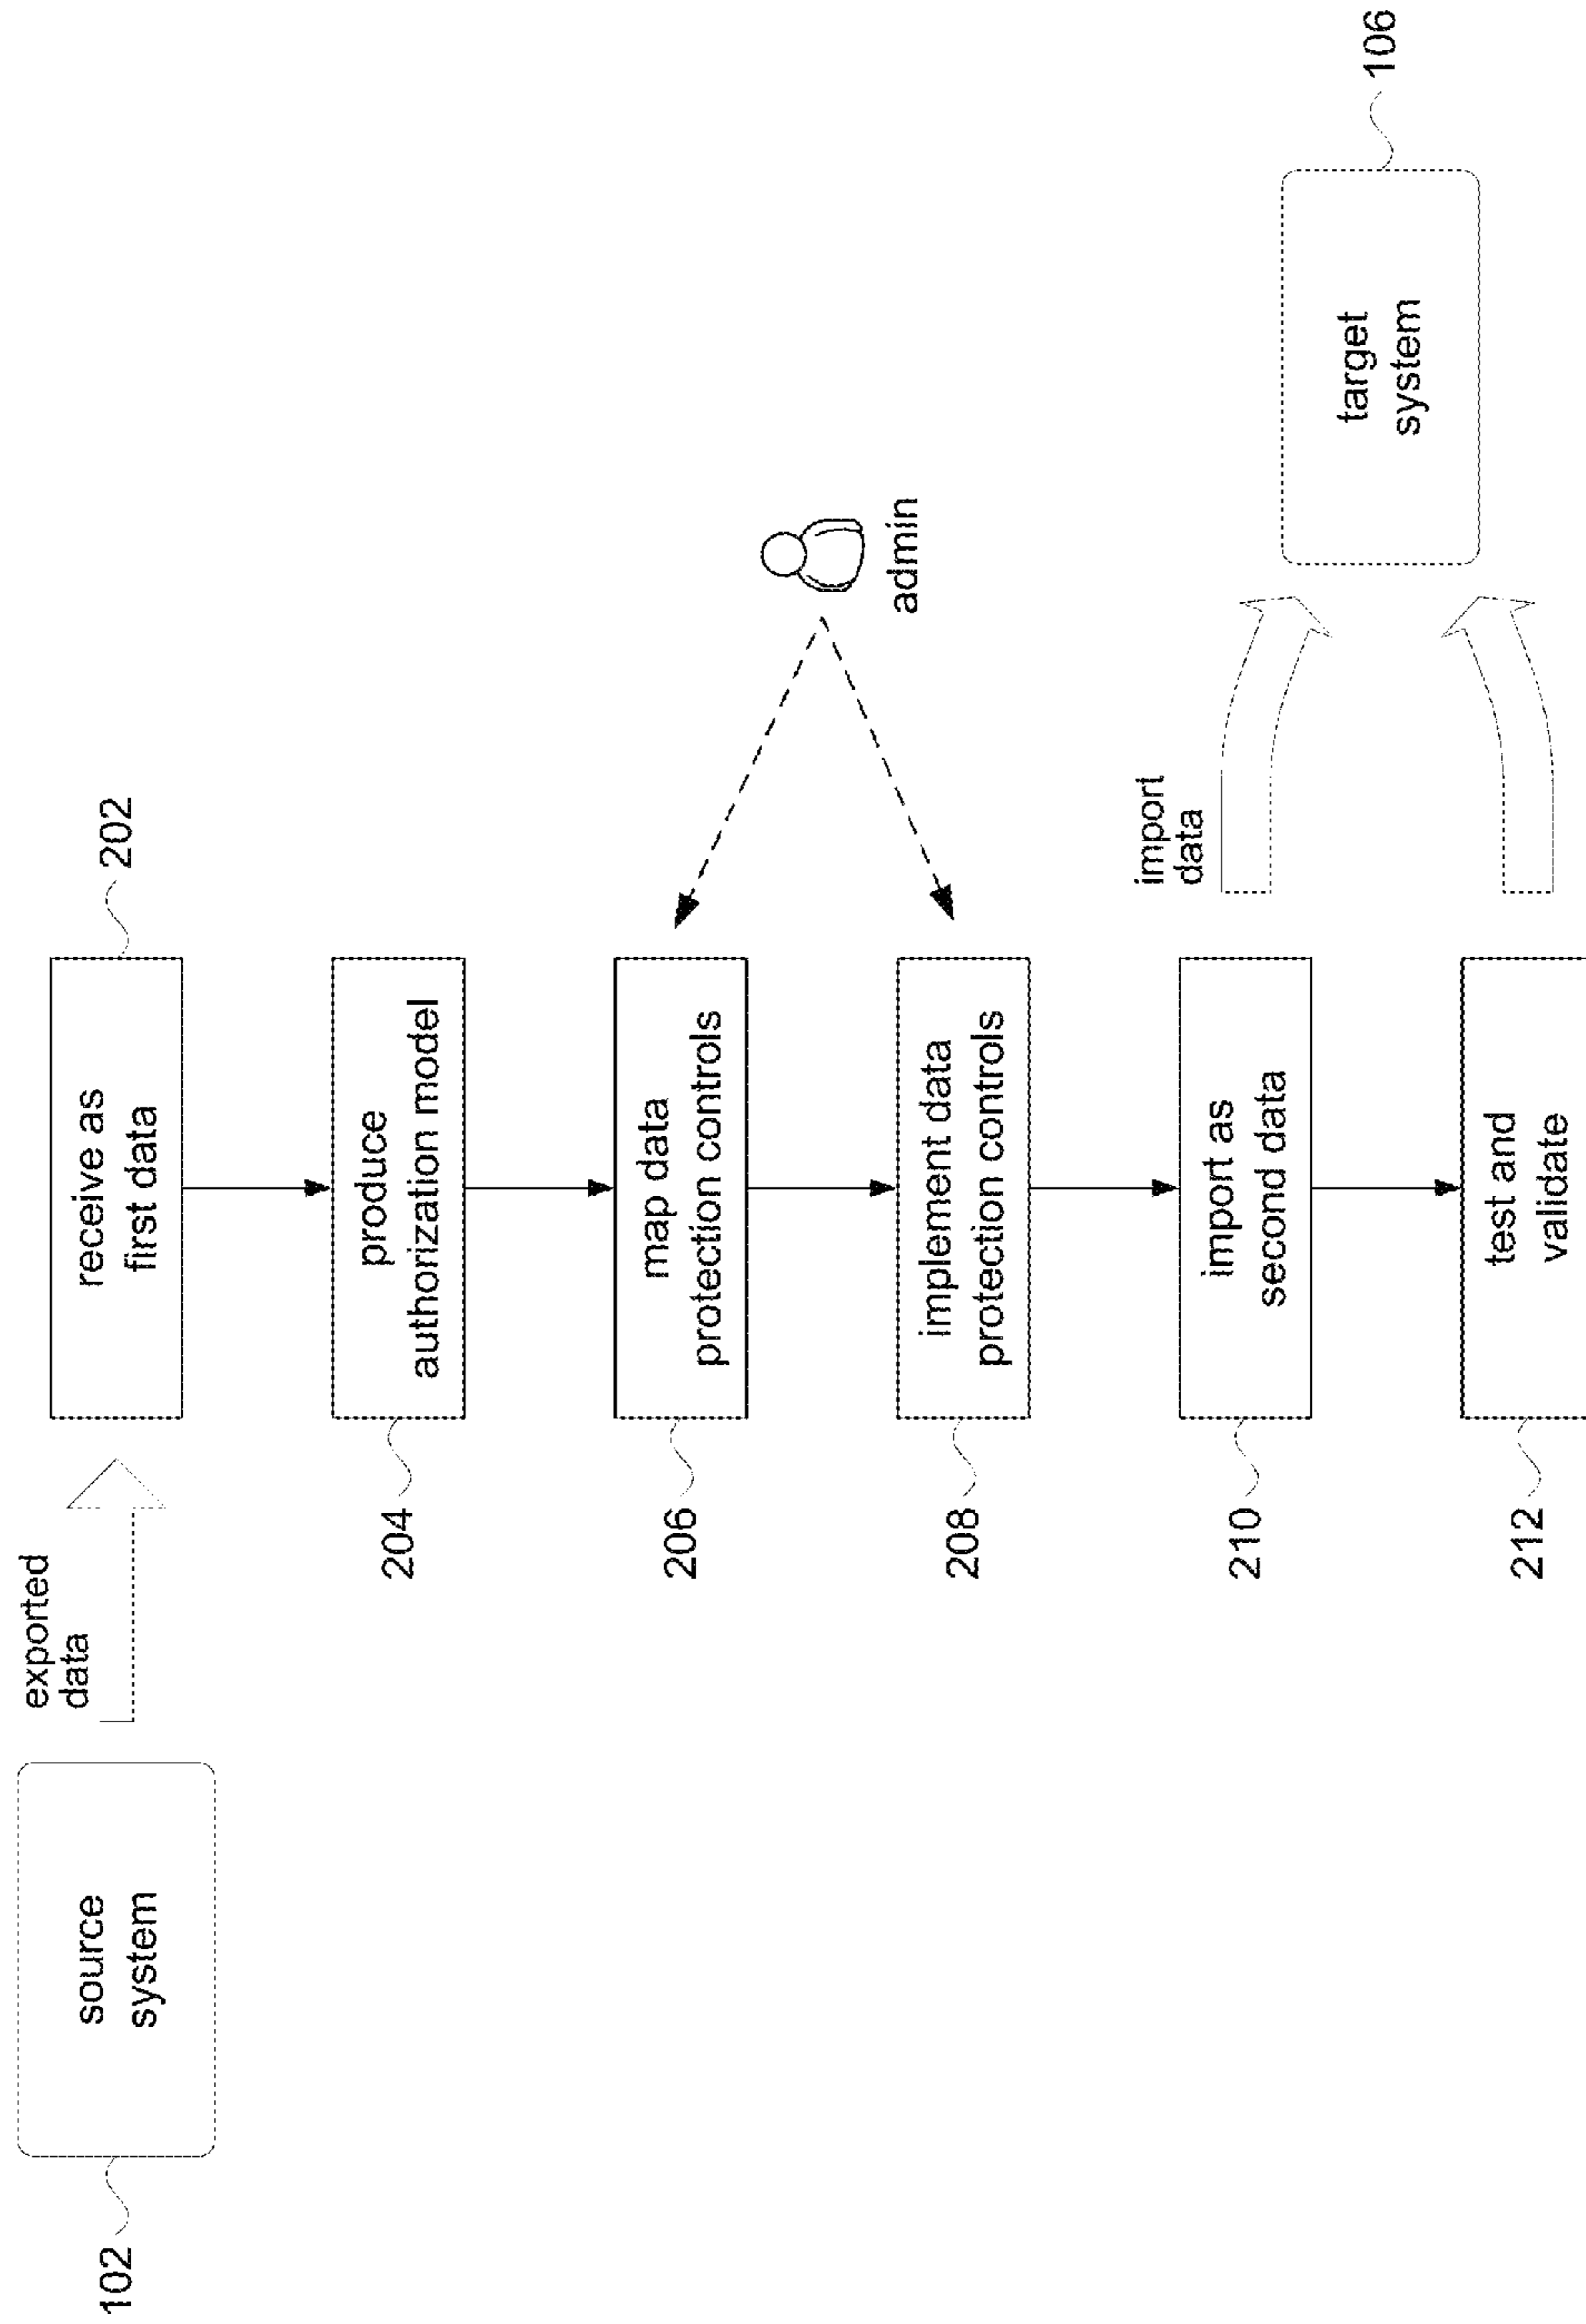 102
source
system
exported
data
receive as
first data
202
204
produce
authorization model
206
map data
protection controls
admin
208
implement data
protection controls
210
import as
second data
import
data
target
system
106
212
test and
validate